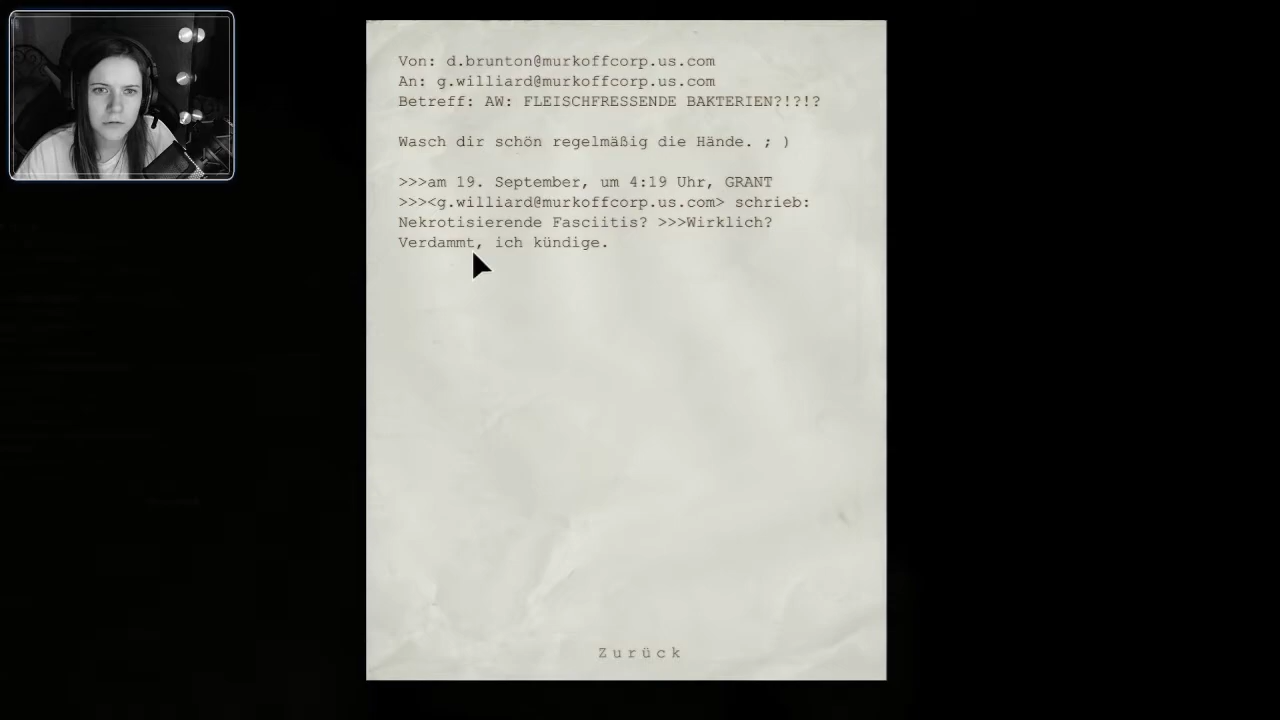 Von: d.brunton@murkoffcorp.us.com
An: g.williard@murkoffcorp.us.com
Betreff: AW: FLEISCHFRESSENDE BAKTERIEN?!?!?
Wasch dir schön regelmäßig die Hände. ; )
>>>am 19. September, um 4:19 Uhr, GRANT
>>><g.williard@murkoffcorp.us.com> schrieb:
Nekrotisierende Fasciitis? >>>Wirklich?
Verdammt, ich kündige.
Zurück